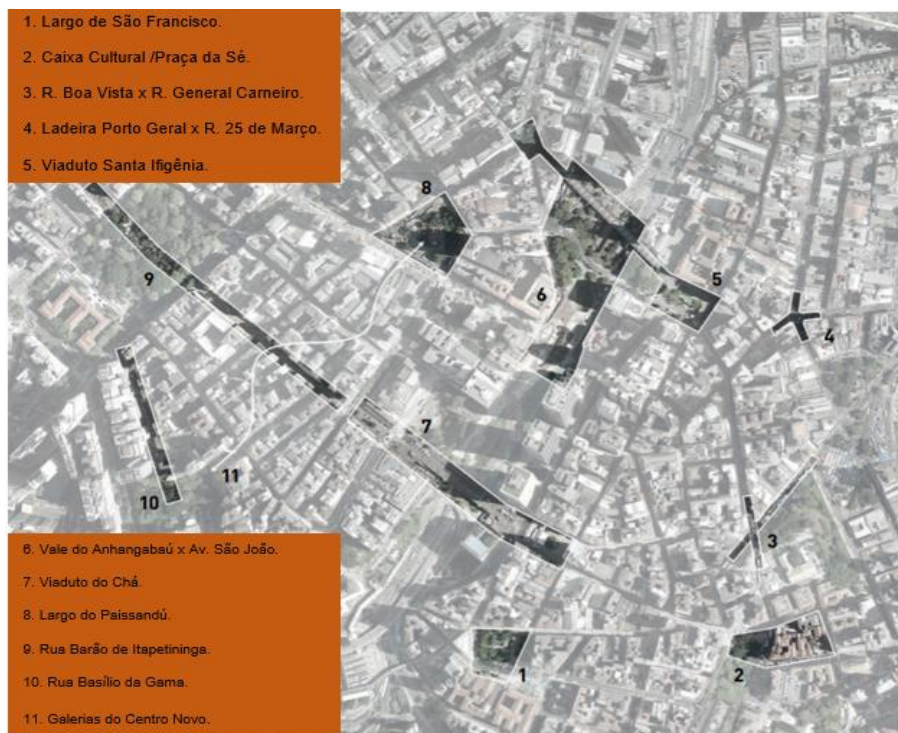 1. Largo de São Francisco.
2. Caixa Cultural /Praça da Sé.
3. R. Boa Vista x R. General Carneiro.
4. Ladeira Porto Geral x R. 25 de Março.
5. Viaduto Santa Ifigênia.
8
9
6
5
4
7
10
11
3
1
2
6. Vale do Anhangabaú x Av. São João.
7. Viaduto do Chá.
8. Largo do Paissandú.
9. Rua Barão de Itapetininga.
10. Rua Basílio da Gama.
11. Galerias do Centro Novo.